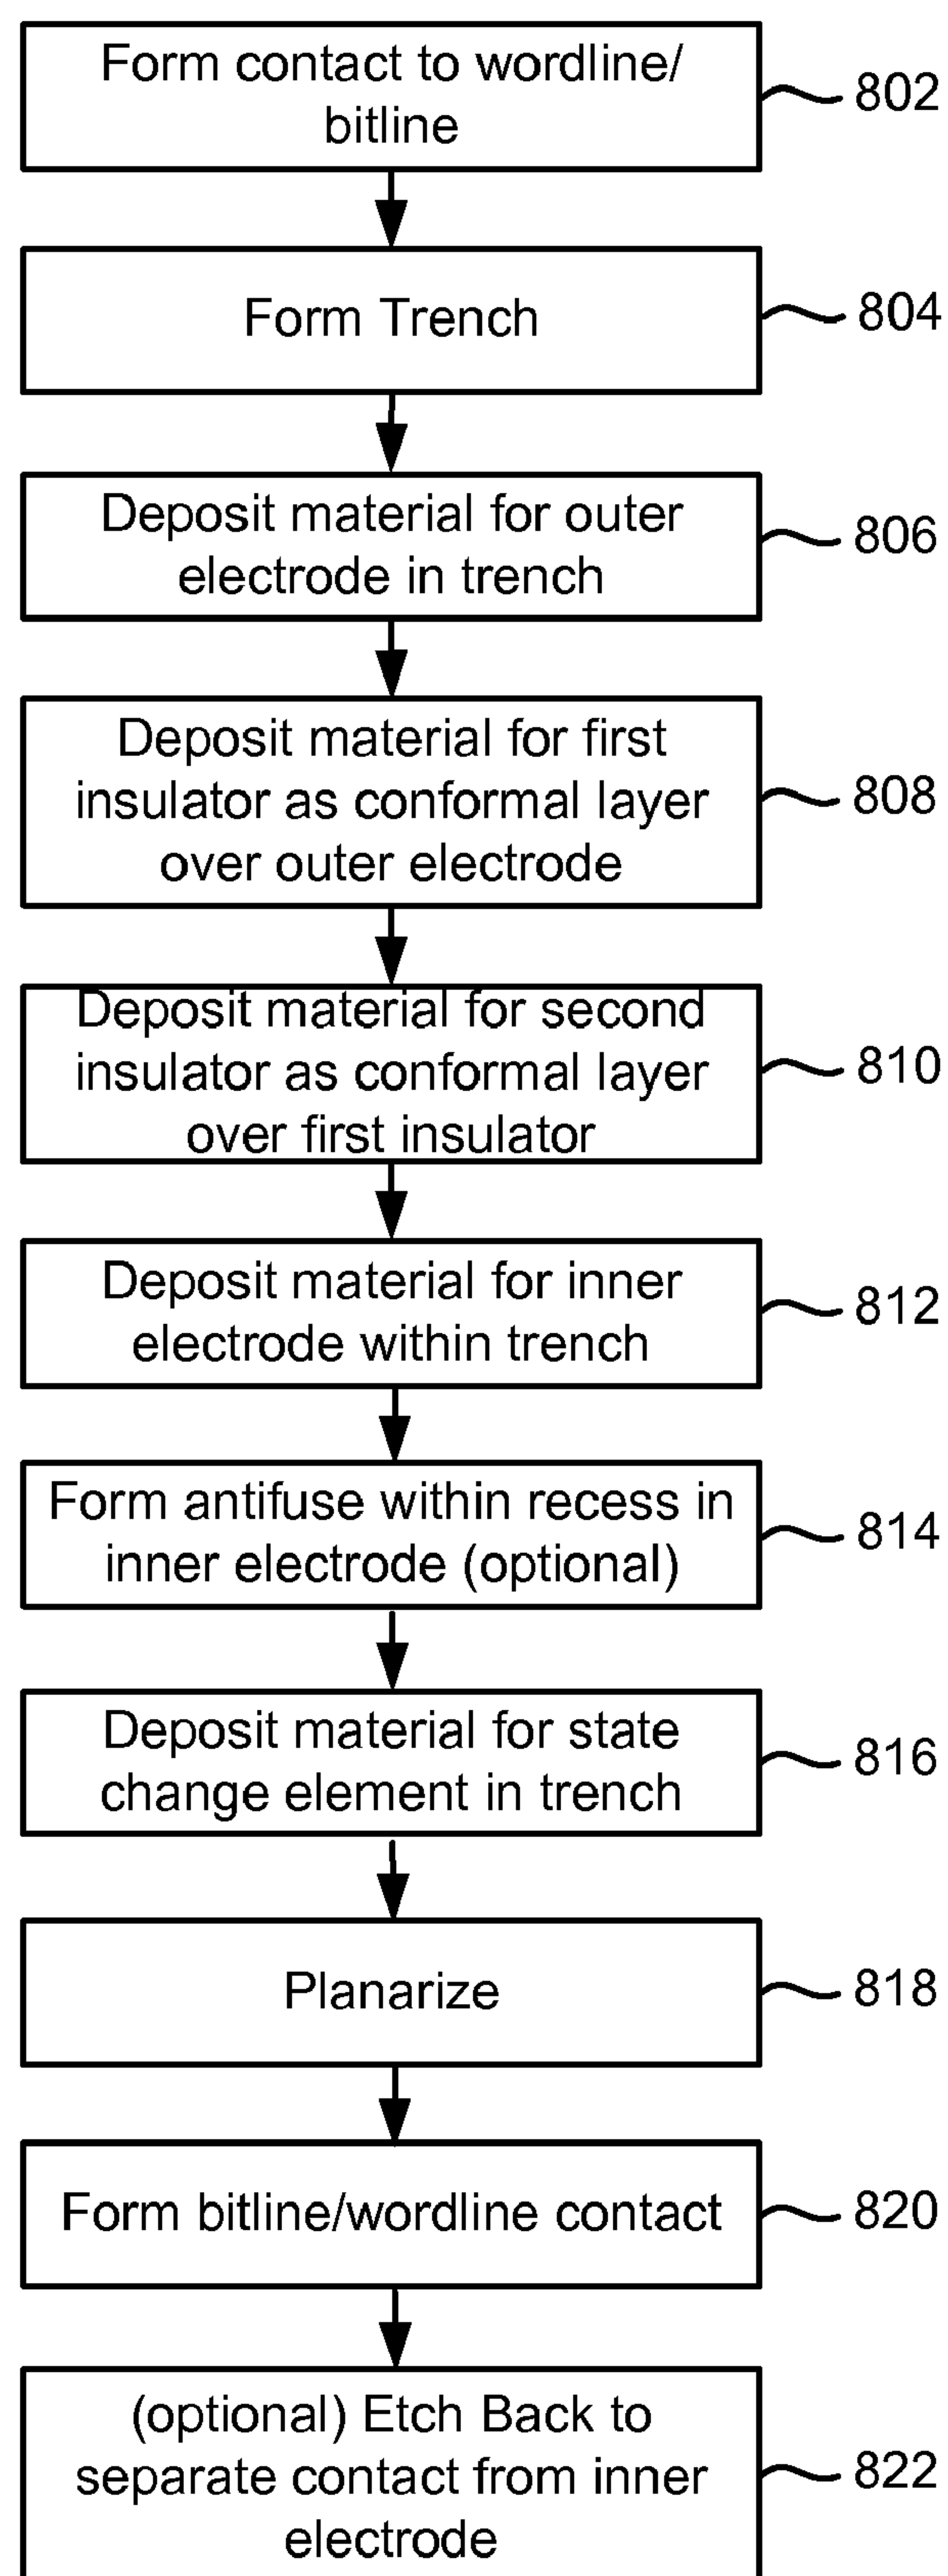 Form contact to wordline/
bitline
802
Form Trench
804
Deposit material for outer
electrode in trench
806
Deposit material for first
insulator as conformal layer
over outer electrode
808
Deposit material for second
insulator as conformal layer
over first insulator
810
Deposit material for inner
electrode within trench
812
Form antifuse within recess in
inner electrode (optional)
814
Deposit material for state
change element in trench
816
Planarize
818
Form bitline/wordline contact
820
(optional) Etch Back to
separate contact from inner
electrode
822